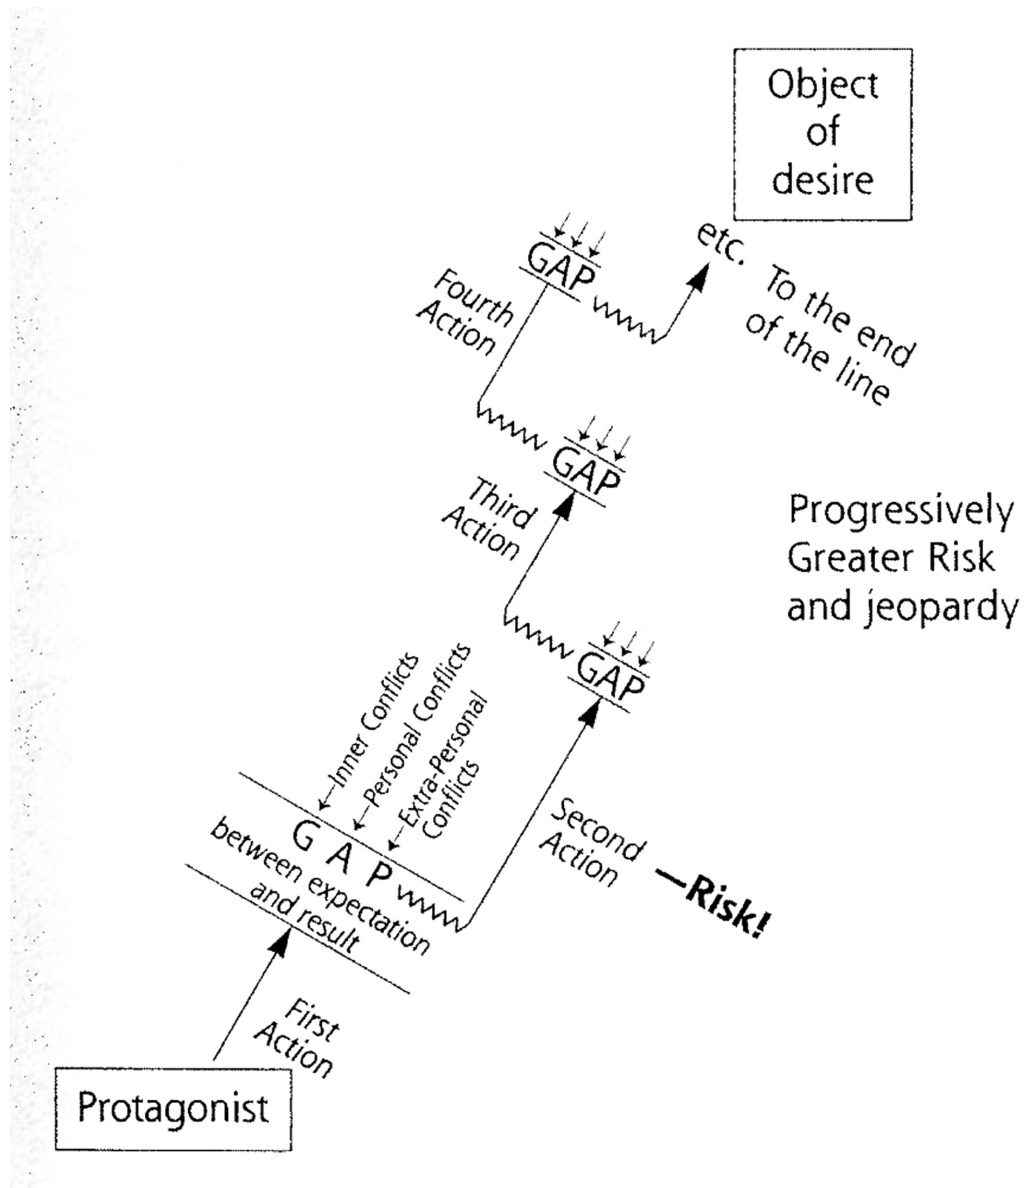 Object
of
desire
etc.
To the end
of the line
GAP
Fourth
Action
GAP
Third
Action
Progressively
Greater Risk
and jeopardy
GAP
Inner Conflicts
Personal Conflicts
Extra-Personal
Conflicts
G A P
between expectation
and result
Second
Action
—Risk!
First
Action
Protagonist